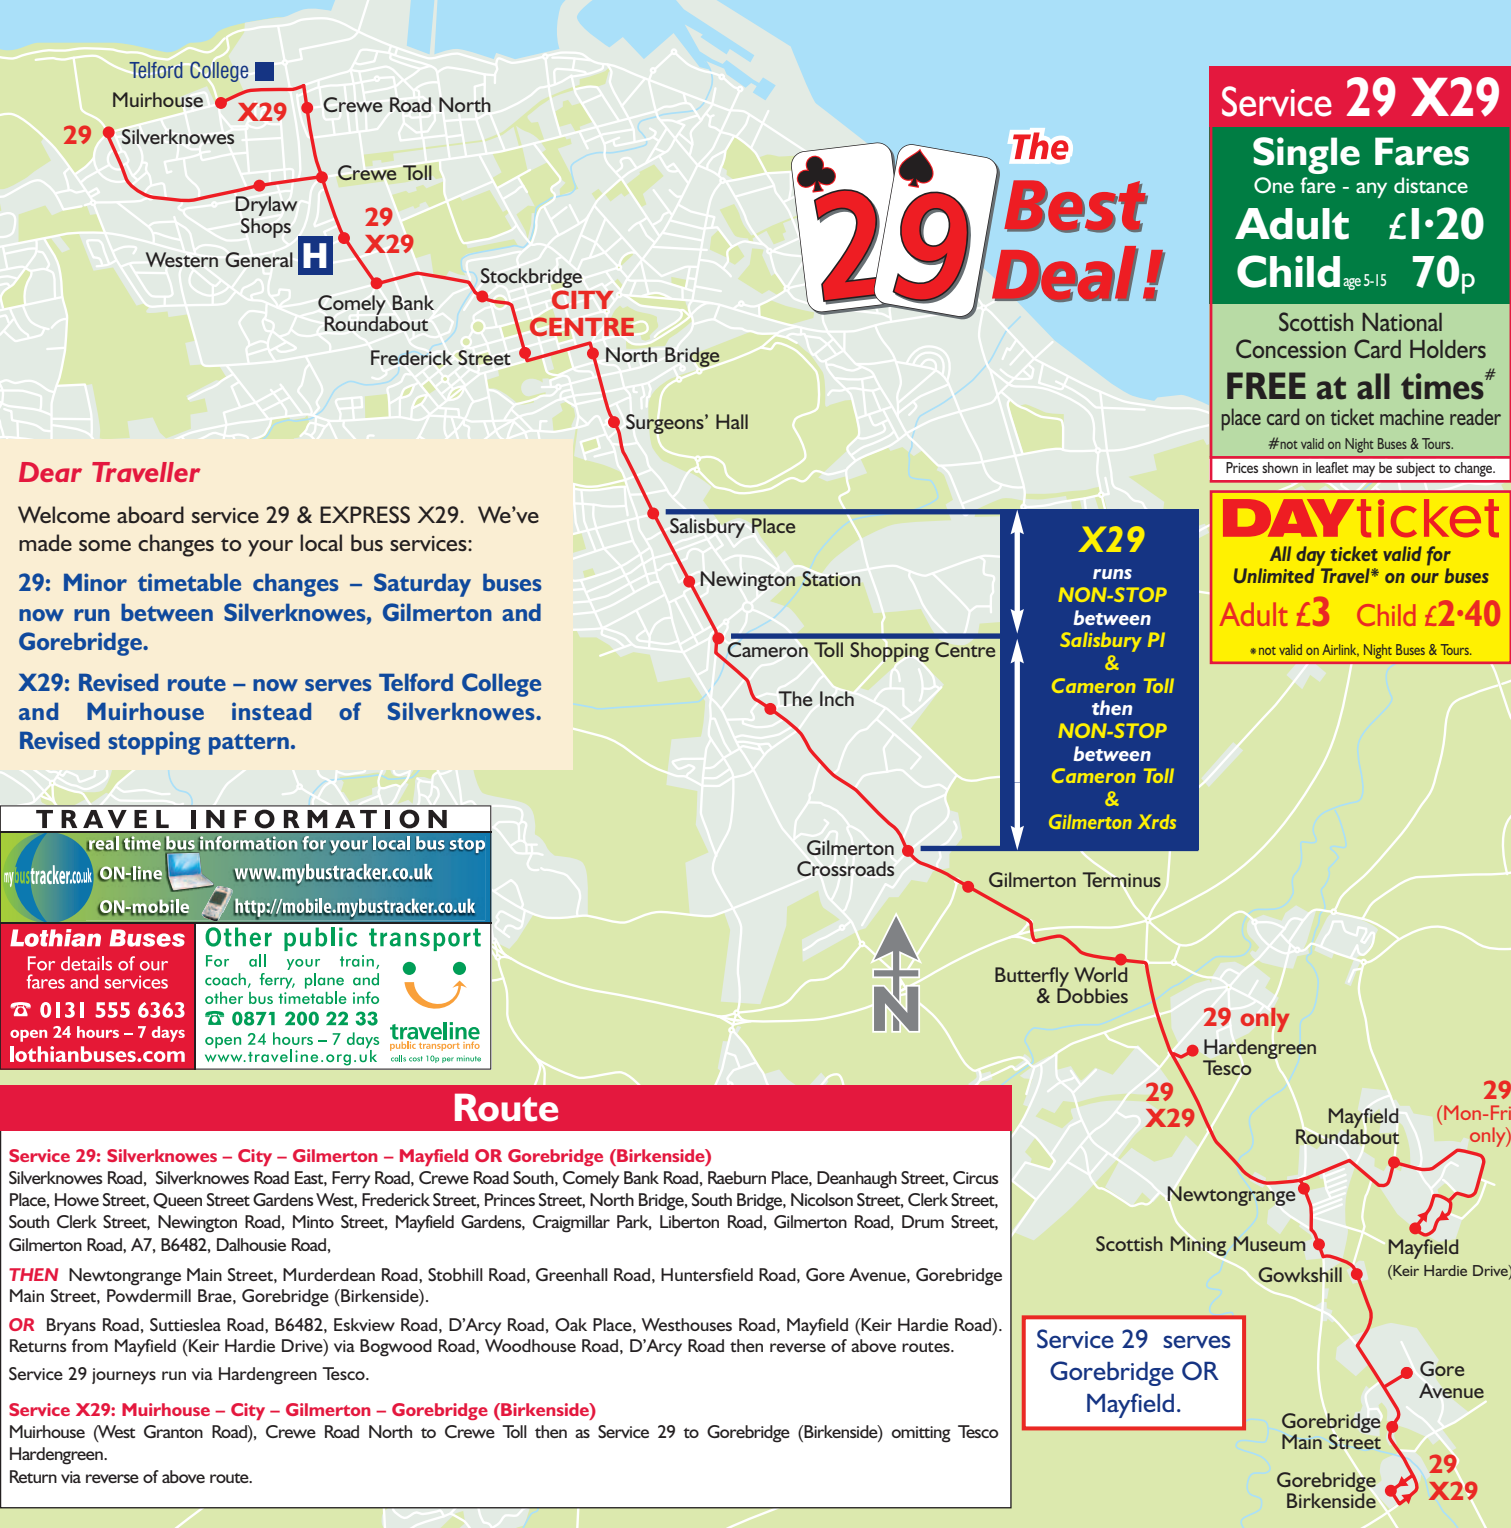 Telford College
Muirhouse
X29
Crewe Road North
29
Silverknowes
Crewe Toll
Drylaw
Shops
29
X29
Western General
H
Stockbridge
Comely Bank
Roundabout
CITY
CENTRE
Frederick Street
North Bridge
Surgeons' Hall
29
The
Best
Deal!
Service 29 X29
Single Fares
One fare - any distance
Adult £1·20
Child age 5-15 70p
Scottish National
Concession Card Holders
FREE at all times#
place card on ticket machine reader
#not valid on Night Buses & Tours.
Prices shown in leaflet may be subject to change.
DAYticket
All day ticket valid for
Unlimited Travel* on our buses
Adult £3 Child £2·40
*not valid on Airlink, Night Buses & Tours.
Dear Traveller
Welcome aboard service 29 & EXPRESS X29. We've
made some changes to your local bus services:
29: Minor timetable changes – Saturday buses
now run between Silverknowes, Gilmerton and
Gorebridge.
X29: Revised route – now serves Telford College
and Muirhouse instead of Silverknowes.
Revised stopping pattern.
Salisbury Place
Newington Station
Cameron Toll Shopping Centre
The Inch
X29
runs
NON-STOP
between
Salisbury Pl
&
Cameron Toll
then
NON-STOP
between
Cameron Toll
&
Gilmerton Xrds
Gilmerton
Crossroads
Gilmerton Terminus
N
Butterfly World
& Dobbies
29 only
Hardengreen
Tesco
29
X29
Mayfield
Roundabout
29
(Mon-Fri
only)
Newtongrange
Scottish Mining Museum
Mayfield
(Keir Hardie Drive)
Gowkshill
Gore
Avenue
Gorebridge
Main Street
Gorebridge
Birkenside
29
X29
Service 29 serves
Gorebridge OR
Mayfield.
TRAVEL INFORMATION
real time bus information for your local bus stop
mybustracker.co.uk
ON-line www.mybustracker.co.uk
ON-mobile http://mobile.mybustracker.co.uk
Lothian Buses
For details of our
fares and services
☎ 0131 555 6363
open 24 hours – 7 days
lothianbuses.com
Other public transport
For all your train,
coach, ferry, plane and
other bus timetable info
☎ 0871 200 22 33
open 24 hours – 7 days
www.traveline.org.uk
traveline
public transport info
calls cost 10p per minute
Route
Service 29: Silverknowes – City – Gilmerton – Mayfield OR Gorebridge (Birkenside)
Silverknowes Road, Silverknowes Road East, Ferry Road, Crewe Road South, Comely Bank Road, Raeburn Place, Deanhaugh Street, Circus
Place, Howe Street, Queen Street Gardens West, Frederick Street, Princes Street, North Bridge, South Bridge, Nicolson Street, Clerk Street,
South Clerk Street, Newington Road, Minto Street, Mayfield Gardens, Craigmillar Park, Liberton Road, Gilmerton Road, Drum Street,
Gilmerton Road, A7, B6482, Dalhousie Road,
THEN Newtongrange Main Street, Murderdean Road, Stobhill Road, Greenhall Road, Huntersfield Road, Gore Avenue, Gorebridge
Main Street, Powdermill Brae, Gorebridge (Birkenside).
OR Bryans Road, Suttieslea Road, B6482, Eskview Road, D'Arcy Road, Oak Place, Westhouses Road, Mayfield (Keir Hardie Road).
Returns from Mayfield (Keir Hardie Drive) via Bogwood Road, Woodhouse Road, D'Arcy Road then reverse of above routes.
Service 29 journeys run via Hardengreen Tesco.
Service X29: Muirhouse – City – Gilmerton – Gorebridge (Birkenside)
Muirhouse (West Granton Road), Crewe Road North to Crewe Toll then as Service 29 to Gorebridge (Birkenside) omitting Tesco
Hardengreen.
Return via reverse of above route.